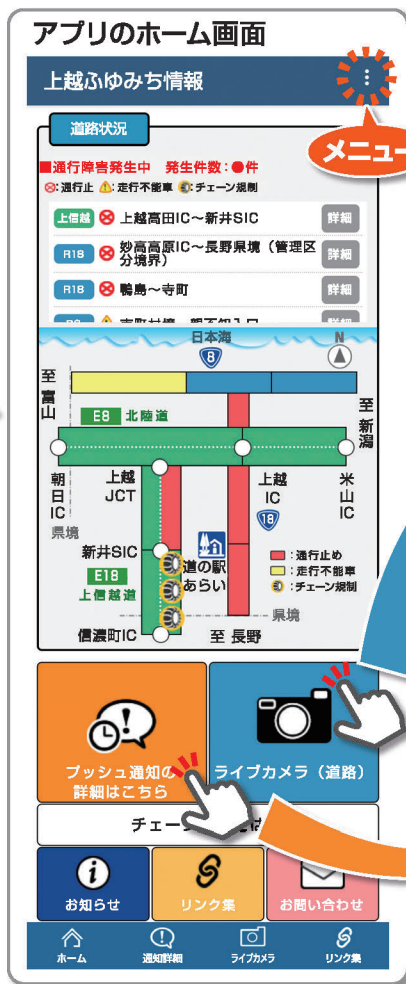 アプリのホーム画面
上越ふゆみち情報
メニュー
道路状況
■通行障害発生中 発生件数:●件
:通行止 :走行不能車 :チェーン規制
上信越 上越高田IC～新井SIC 詳細
R18 妙高高原IC～長野県境（管理区分境界） 詳細
R18 鴨島～寺町 詳細
日本海
N
8
至富山
至新潟
E8 北陸道
朝日IC
上越JCT
上越IC
米山IC
18
県境
新井SIC
E18
上信越道
道の駅あらい
:通行止め
:走行不能車
:チェーン規制
県境
信濃町IC
至 長野
プッシュ通知の
詳細はこちら
ライブカメラ（道路）
チェー
お知らせ
リンク集
お問い合わせ
ホーム
通知詳細
ライブカメラ
リンク集